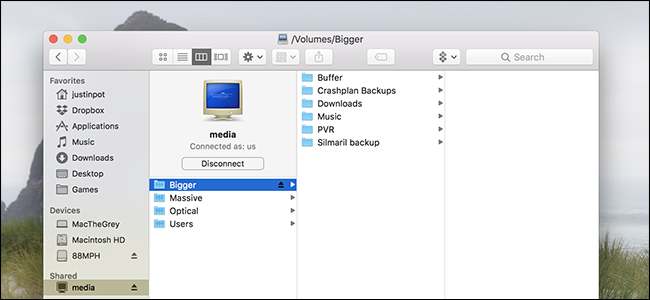 /Volumes/Bigger
Search
Favorites
justinpot
Dropbox
Applications
Music
Downloads
Desktop
Games
Devices
MacTheGrey
Macintosh HD
88MPH
Shared
media
media
Connected as: us
Disconnect
Bigger
Massive
Optical
Users
Buffer
Crashplan Backups
Downloads
Music
PVR
Silmaril backup